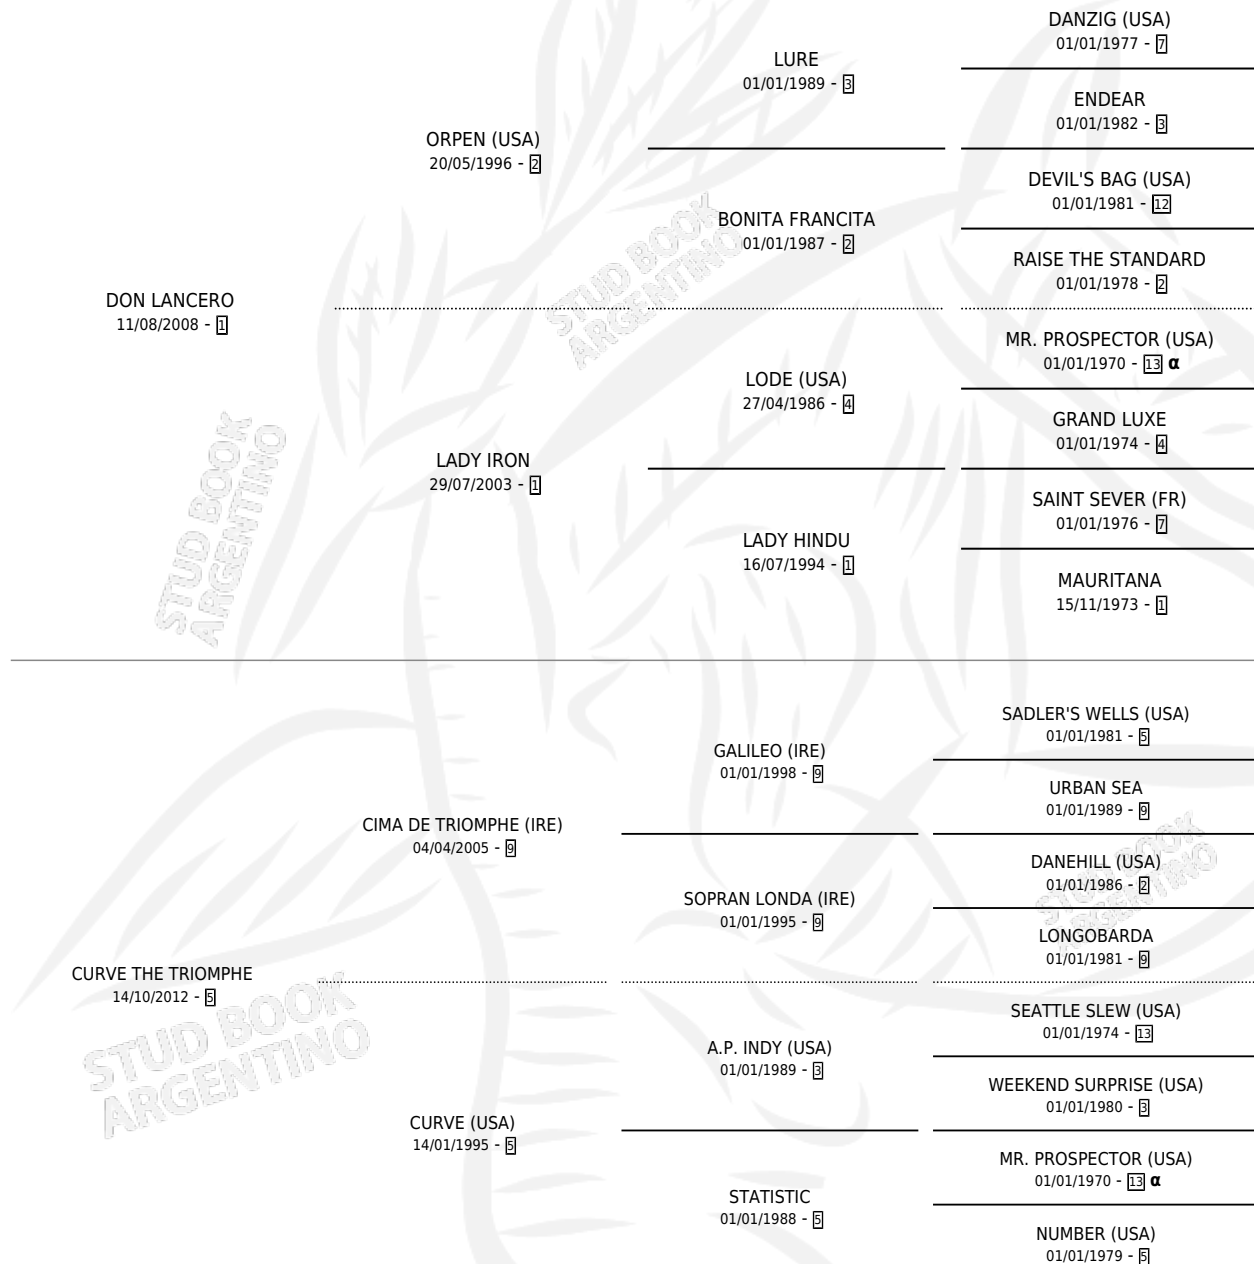 DANZIG (USA)
01/01/1977 - 7
LURE
01/01/1989 - 3
ENDEAR
01/01/1982 - 3
ORPEN (USA)
20/05/1996 - 2
DEVIL'S BAG (USA)
01/01/1981 - 12
BONITA FRANCITA
01/01/1987 - 2
RAISE THE STANDARD
01/01/1978 - 2
STUD BOOK
ARGENTINO
DON LANCERO
11/08/2008 - 1
MR. PROSPECTOR (USA)
01/01/1970 - 13 α
LODE (USA)
27/04/1986 - 4
GRAND LUXE
01/01/1974 - 4
LADY IRON
29/07/2003 - 1
SAINT SEVER (FR)
01/01/1976 - 7
LADY HINDU
16/07/1994 - 1
MAURITANA
15/11/1973 - 1
STUD BOOK
ARGENTINO
SADLER'S WELLS (USA)
01/01/1981 - 5
GALILEO (IRE)
01/01/1998 - 9
URBAN SEA
01/01/1989 - 9
CIMA DE TRIOMPHE (IRE)
04/04/2005 - 9
DANEHILL (USA)
01/01/1986 - 2
SOPRAN LONDA (IRE)
01/01/1995 - 9
LONGOBARDA
01/01/1981 - 9
STUD BOOK
ARGENTINO
CURVE THE TRIOMPHE
14/10/2012 - 5
SEATTLE SLEW (USA)
01/01/1974 - 13
A.P. INDY (USA)
01/01/1989 - 3
WEEKEND SURPRISE (USA)
01/01/1980 - 3
CURVE (USA)
14/01/1995 - 5
MR. PROSPECTOR (USA)
01/01/1970 - 13 α
STATISTIC
01/01/1988 - 5
NUMBER (USA)
01/01/1979 - 5
STUD BOOK
ARGENTINO